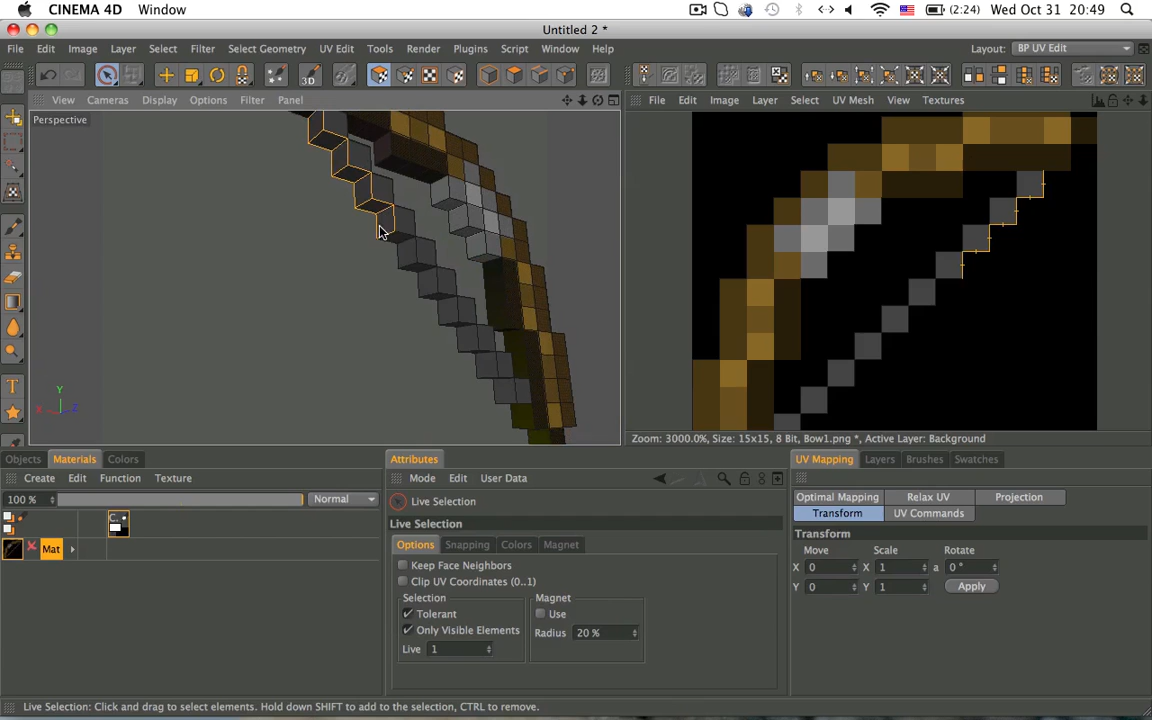 CINEMA 4D Window (2:24) Wed Oct 31 20:49
Untitled 2 *
File Edit Image Layer Select Filter Select Geometry UV Edit Tools Render Plugins Script Window Help Layout: BP UV Edit
3D
View Cameras Display Options Filter Panel
File Edit Image Layer Select UV Mesh View Textures
Perspective
Y
X Z
T
Zoom: 3000.0%, Size: 15x15, 8 Bit, Bow1.png *, Active Layer: Background
Objects Materials Colors
Create Edit Function Texture
100 % Normal
C..
Mat
Attributes
Mode Edit User Data
Live Selection
Live Selection
Options Snapping Colors Magnet
Keep Face Neighbors
Clip UV Coordinates (0..1)
Selection Magnet
Tolerant Use
Only Visible Elements Radius 20 %
Live 1
UV Mapping Layers Brushes Swatches
Optimal Mapping Relax UV Projection
Transform UV Commands
Transform
Move Scale Rotate
X 0 X 1 a 0 °
Y 0 Y 1 Apply
Live Selection: Click and drag to select elements. Hold down SHIFT to add to the selection, CTRL to remove.